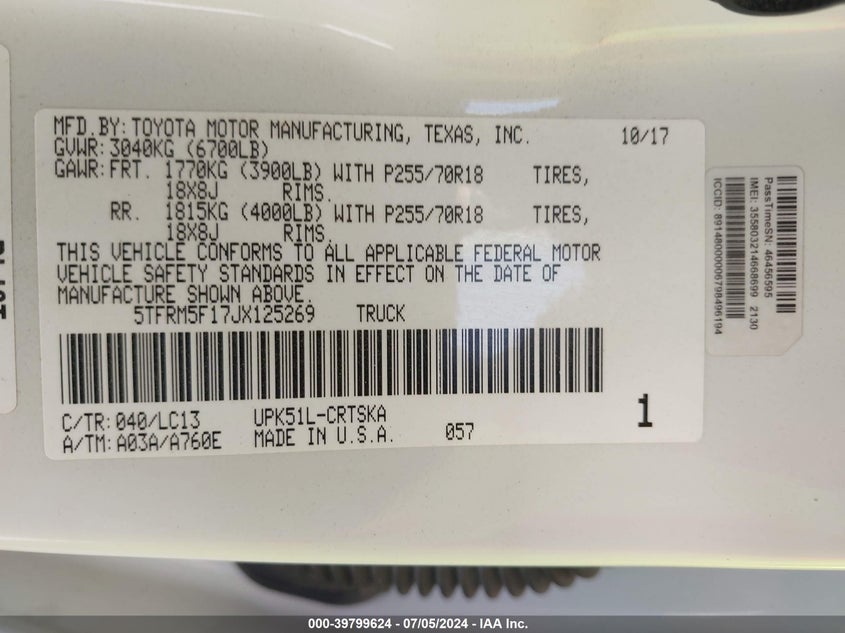 MFD.BY: TOYOTA MOTOR MANUFACTURING, TEXAS, INC. 10/17
GVWR: 3040KG (6700LB)
GAWR: FRT. 1770KG (3900LB) WITH P255/70R18 TIRES,
18X8J RIMS.
RR. 1815KG (4000LB) WITH P255/70R18 TIRES,
18X8J RIMS.
THIS VEHICLE CONFORMS TO ALL APPLICABLE FEDERAL MOTOR
VEHICLE SAFETY STANDARDS IN EFFECT ON THE DATE OF
MANUFACTURE SHOWN ABOVE.
5TFRM5F17JX125269 TRUCK
C/TR: 040/LC13 UPK51L-CRTSKA
A/TM: A03A/A760E MADE IN U.S.A. 057 1
PassTimeSN: 46456595
IMEI: 355803214668699 2130
ICCID: 89148000006798496194
000-39799624 / 07/05/2024 - IAA Inc.